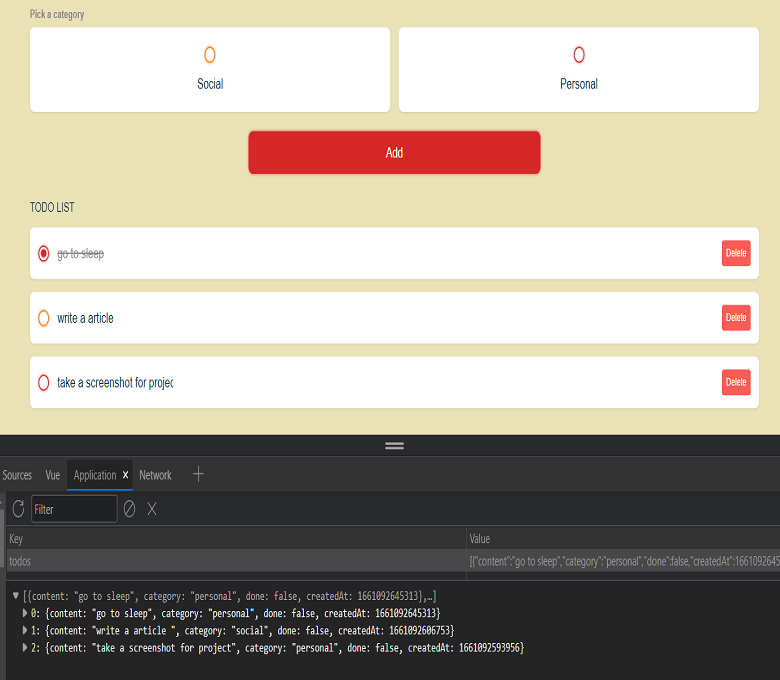 Pick a category
Social Personal
Add
TODO LIST
go to sleep Delete
write a article Delete
take a screenshot for projec Delete
Sources Vue Application x Network +
Filter
Key Value
todos [{"content":"go to sleep","category":"personal","done":false,"createdAt":16610926453
[{content: "go to sleep", category: "personal", done: false, createdAt: 1661092645313},…]
0: {content: "go to sleep", category: "personal", done: false, createdAt: 1661092645313}
1: {content: "write a article ", category: "social", done: false, createdAt: 1661092606753}
2: {content: "take a screenshot for project", category: "personal", done: false, createdAt: 1661092593956}